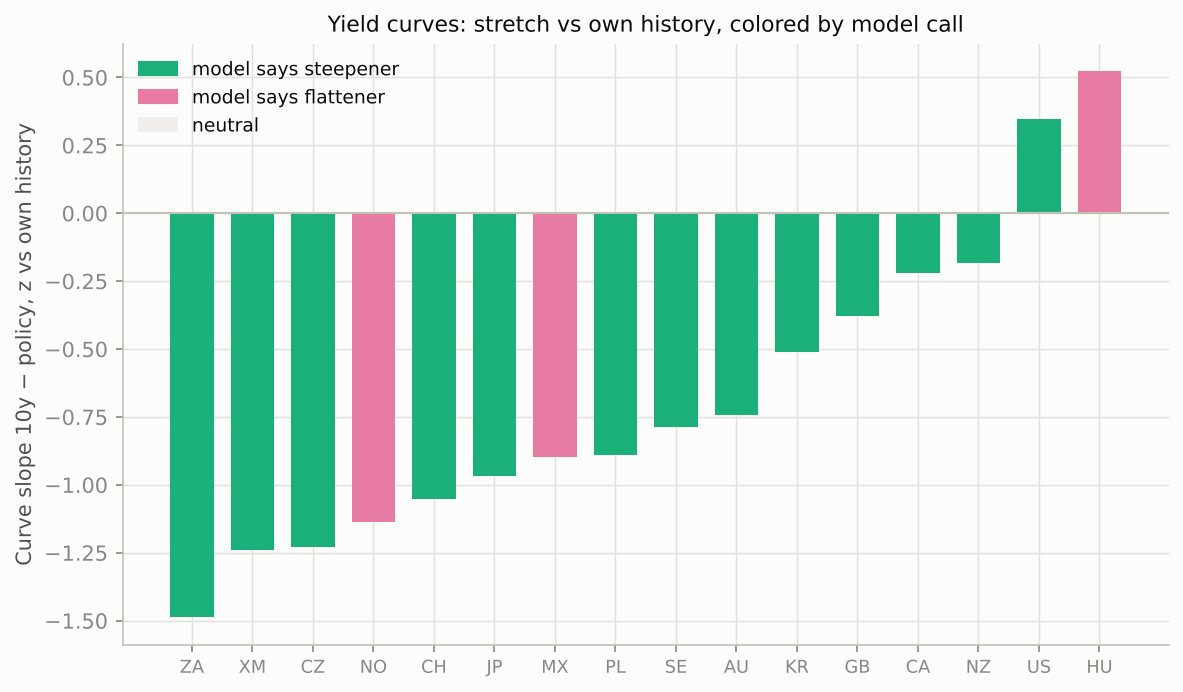 Yield curves: stretch vs own history, colored by model call
model says steepener
model says flattener
neutral
Curve slope 10y − policy, z vs own history
0.50
0.25
0.00
−0.25
−0.50
−0.75
−1.00
−1.25
−1.50
ZA XM CZ NO CH JP MX PL SE AU KR GB CA NZ US HU